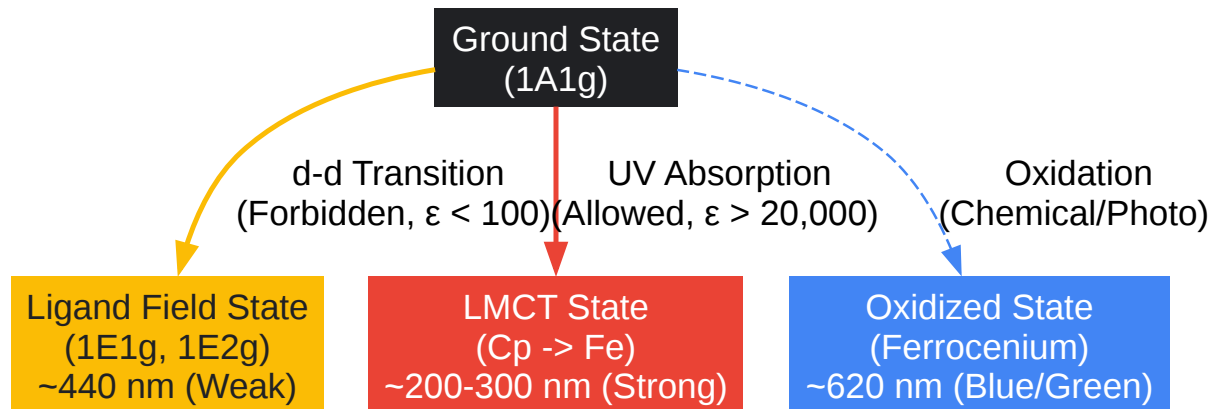 Ground State
(1A1g)
d-d Transition
(Forbidden, ε < 100)
UV Absorption
(Allowed, ε > 20,000)
Oxidation
(Chemical/Photo)
Ligand Field State
(1E1g, 1E2g)
~440 nm (Weak)
LMCT State
(Cp -> Fe)
~200-300 nm (Strong)
Oxidized State
(Ferrocenium)
~620 nm (Blue/Green)